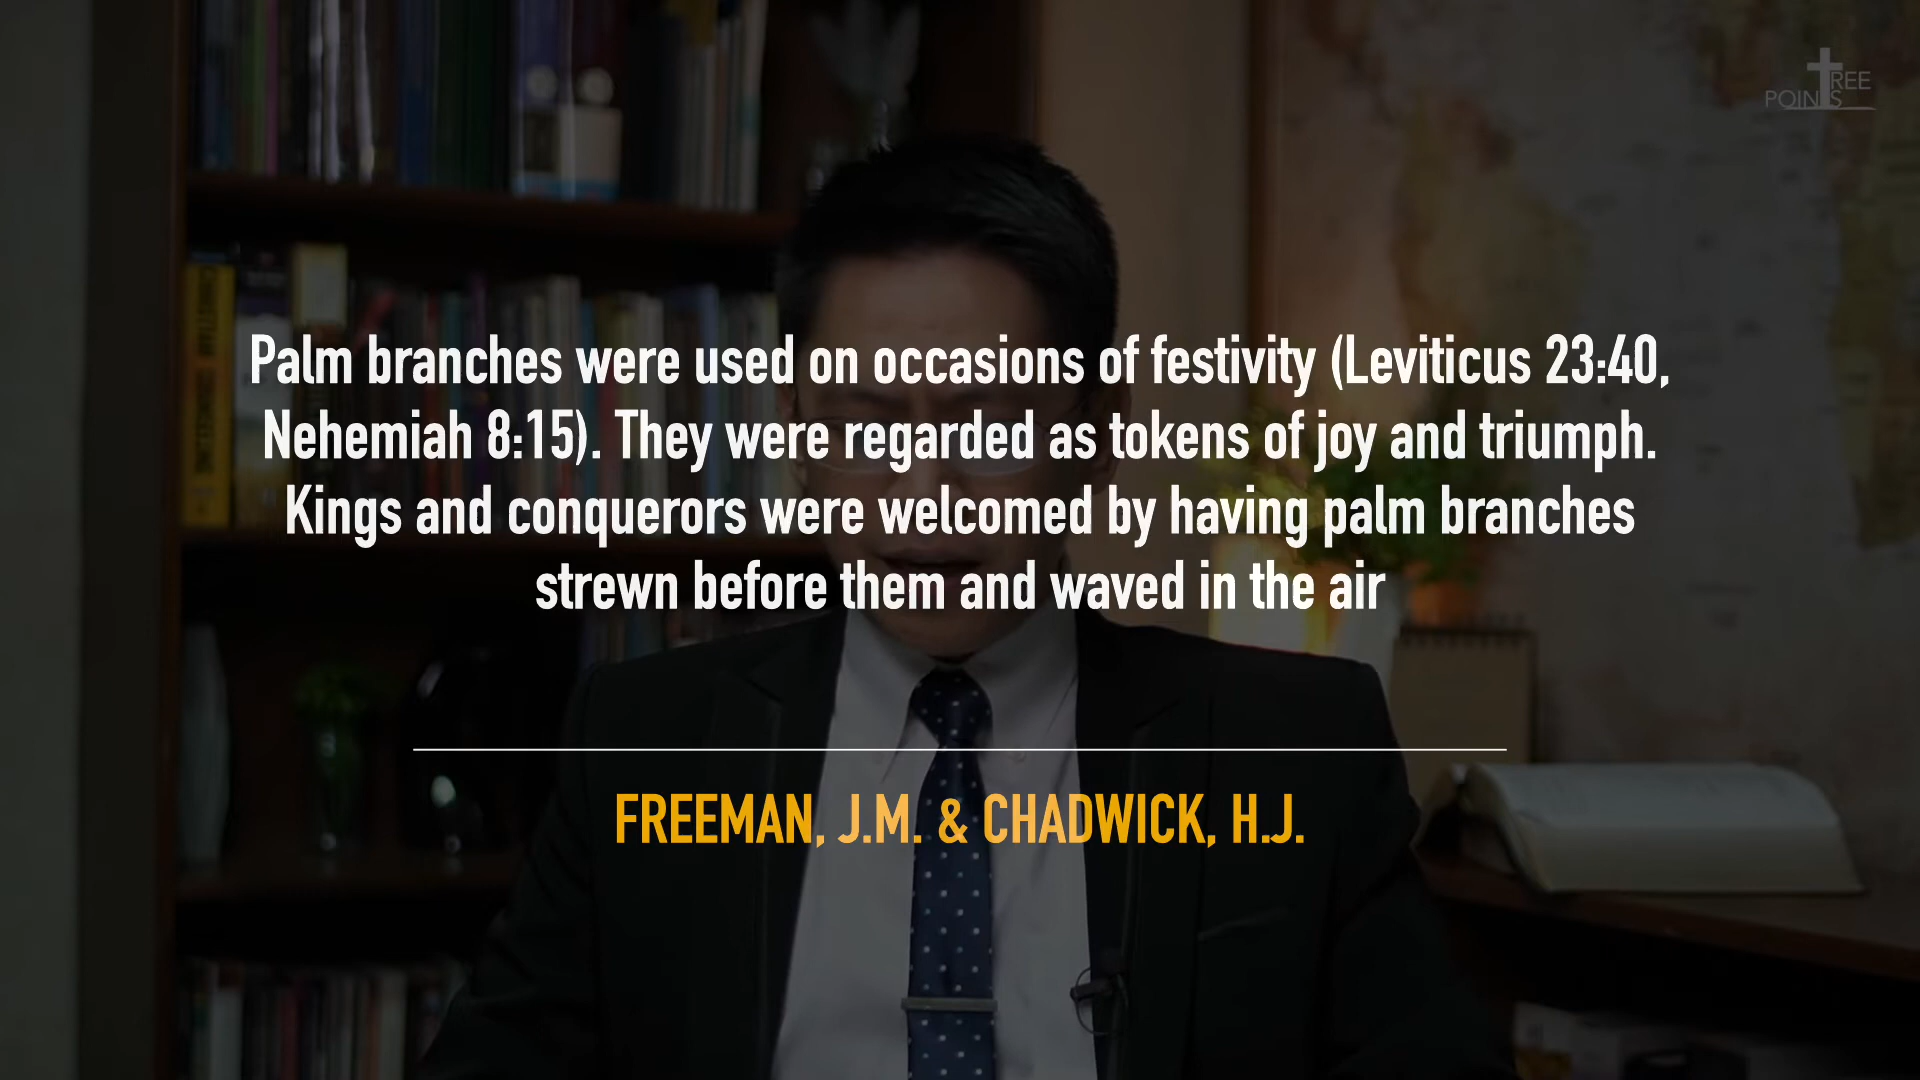 TREE
POINTS
Palm branches were used on occasions of festivity (Leviticus 23:40,
Nehemiah 8:15). They were regarded as tokens of joy and triumph.
Kings and conquerors were welcomed by having palm branches
strewn before them and waved in the air
FREEMAN, J.M. & CHADWICK, H.J.